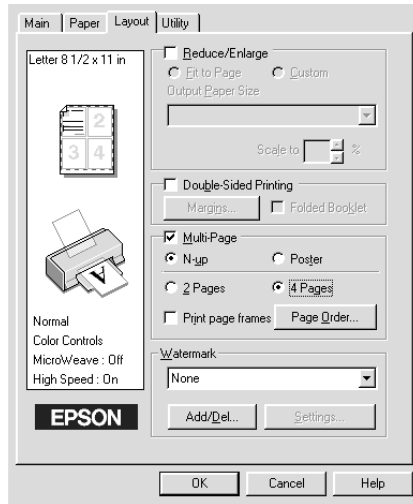 Main Paper Layout Utility
Letter 8 1/2 x 11 in
2
3 4
A
Normal
Color Controls
MicroWeave : Off
High Speed : On
EPSON
Reduce/Enlarge
Fit to Page Custom
Output Paper Size
Scale to %
Double-Sided Printing
Margins... Folded Booklet
Multi-Page
N-up Poster
2 Pages 4 Pages
Print page frames Page Order...
Watermark
None
Add/Del... Settings...
OK Cancel Help